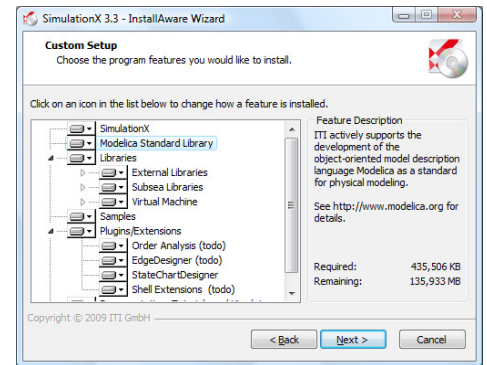 SimulationX 3.3 - InstallAware Wizard
Custom Setup
Choose the program features you would like to install.
Click on an icon in the list below to change how a feature is installed.
SimulationX
Modelica Standard Library
Libraries
External Libraries
Subsea Libraries
Virtual Machine
Samples
Plugins/Extensions
Order Analysis (todo)
EdgeDesigner (todo)
StateChartDesigner
Shell Extensions (todo)
Feature Description
ITI actively supports the
development of the
object-oriented model description
language Modelica as a standard
for physical modeling.
See http://www.modelica.org for
details.
Required: 435,506 KB
Remaining: 135,933 MB
Copyright © 2009 ITI GmbH
< Back Next > Cancel